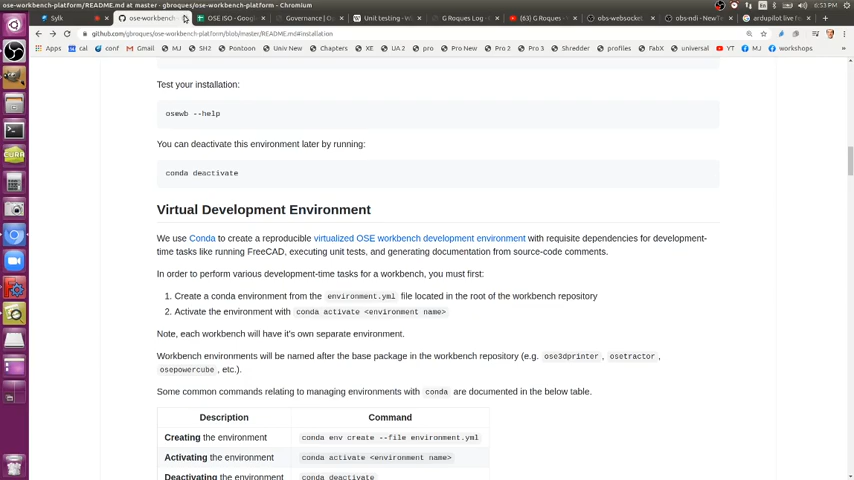 ose-workbench-platform/README.md at master · gbroques/ose-workbench-platform - Chromium
En
6:53 PM
Sylk
ose-workbench-
OSE ISO - Googl
Governance | O
Unit testing - W
G Roques Log -
(63) G Roques -
obs-websocket
obs-ndi - NewTe
ardupilot live fe
github.com/gbroques/ose-workbench-platform/blob/master/README.md#installation
Apps
cal
conf
Gmail
MJ
Ponton
Univ New
Chapters
XE
UA 2
pro
Pro New
Pro 2
Pro 3
Shredder
profiles
FabX
universal
YT
MJ
workshops
Test your installation:
osewb --help
You can deactivate this environment later by running:
conda deactivate
Virtual Development Environment
We use Conda to create a reproducible virtualized OSE workbench development environment with requisite dependencies for development-
time tasks like running FreeCAD, executing unit tests, and generating documentation from source-code comments.
In order to perform various development-time tasks for a workbench, you must first:
1. Create a conda environment from the environment.yml file located in the root of the workbench repository
2. Activate the environment with conda activate <environment name>
Note, each workbench will have it's own separate environment.
Workbench environments will be named after the base package in the workbench repository (e.g. ose3dprinter , osetractor ,
osepowercube , etc.).
Some common commands relating to managing environments with conda are documented in the below table.
Description Command
Creating the environment conda env create --file environment.yml
Activating the environment conda activate <environment name>
Deactivating the environment conda deactivate
CURA